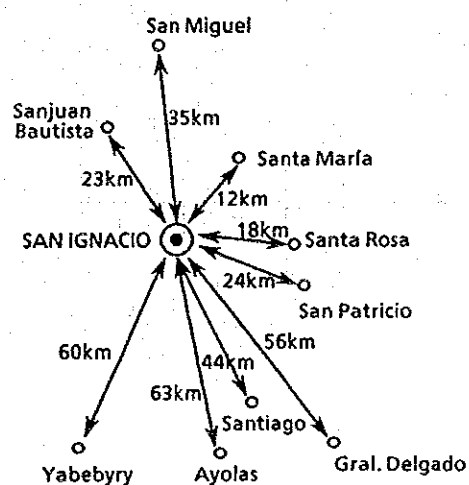 San Miguel
Sanjuan
Bautista
35km
23km
Santa María
12km
SAN IGNACIO
18km
Santa Rosa
24km
San Patricio
60km
44km
56km
63km
Santiago
Gral. Delgado
Yabebyry
Ayolas